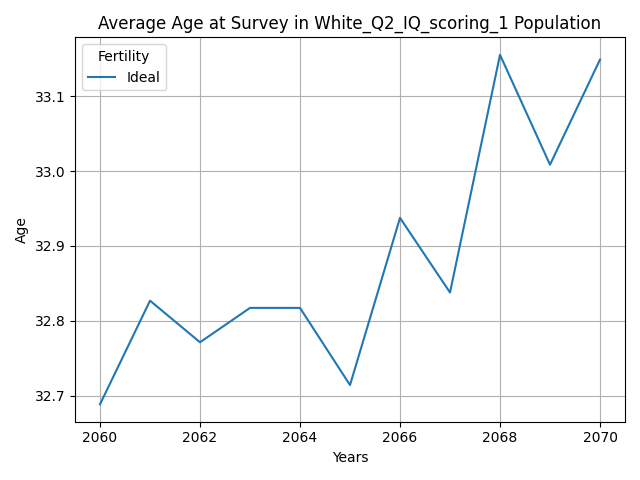 Average Age at Survey in White_Q2_IQ_scoring_1 Population
Fertility
Ideal
33.1
33.0
32.9
32.8
32.7
Age
2060 2062 2064 2066 2068 2070
Years